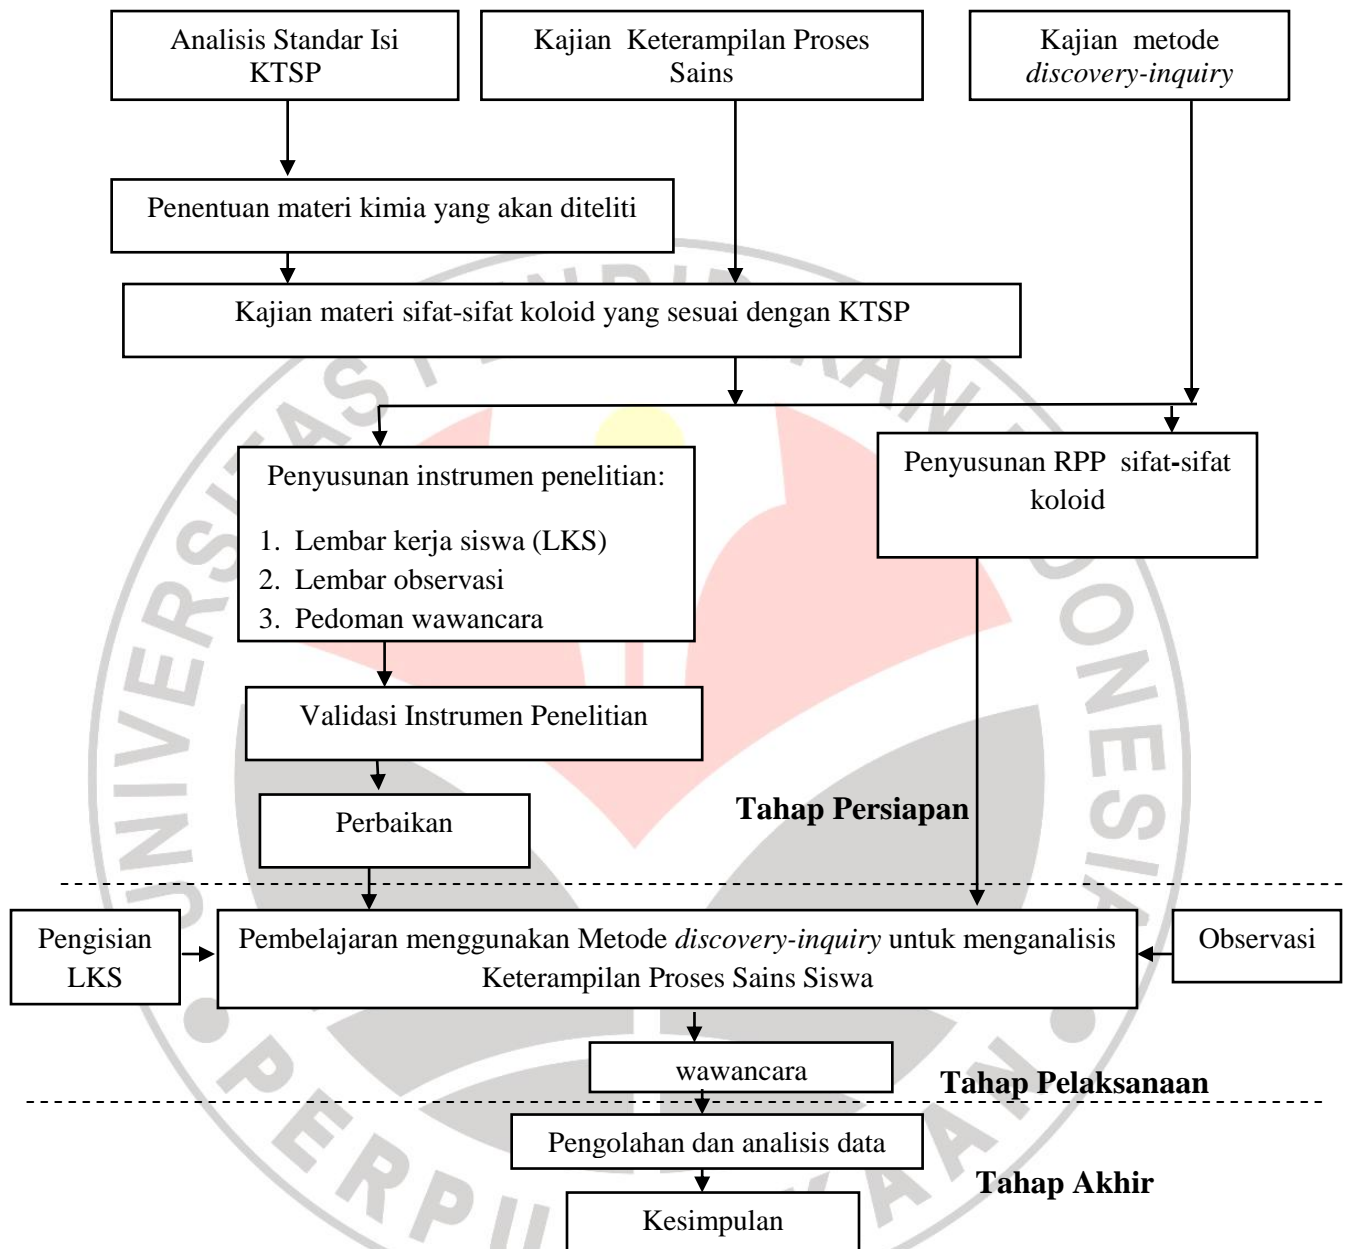 Analisis Standar Isi
KTSP
Kajian Keterampilan Proses
Sains
Kajian metode
discovery-inquiry
Penentuan materi kimia yang akan diteliti
Kajian materi sifat-sifat koloid yang sesuai dengan KTSP
Penyusunan instrumen penelitian:
1. Lembar kerja siswa (LKS)
2. Lembar observasi
3. Pedoman wawancara
Penyusunan RPP sifat-sifat
koloid
Validasi Instrumen Penelitian
Perbaikan
Tahap Persiapan
Pengisian
LKS
Pembelajaran menggunakan Metode discovery-inquiry untuk menganalisis
Keterampilan Proses Sains Siswa
Observasi
wawancara
Tahap Pelaksanaan
Pengolahan dan analisis data
Tahap Akhir
Kesimpulan
UNIVERSITAS